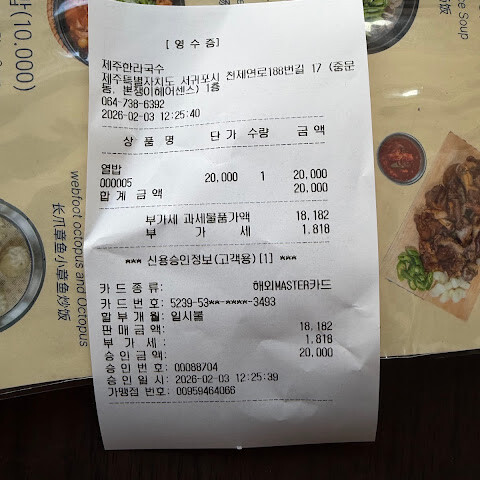 [ 영 수 증 ]
제주한라국수
제주특별자치도 서귀포시 천제연로188번길 17 (중문
동, 뽄쟁이헤어센스) 1층
064-738-6392
2026-02-03 12:25:40
상 품 명 단 가 수량 금 액
열밥
000005 20,000 1 20,000
합 계 금 액 20,000
부가세 과세물품가액 18,182
부 가 세 1,818
*** 신용승인정보(고객용)[1] ***
카 드 종 류: 해외MASTER카드
카 드 번 호: 5239-53**-****-3493
할 부 개 월: 일시불
판 매 금 액: 18,182
부 가 세 : 1,818
승 인 금 액: 20,000
승 인 번 호: 00088704
승 인 일 시: 2026-02-03 12:25:39
가맹점 번호: 00959464066
(10,000)
webfoot octopus and Octopus
长爪章鱼小章鱼炒饭
Soup